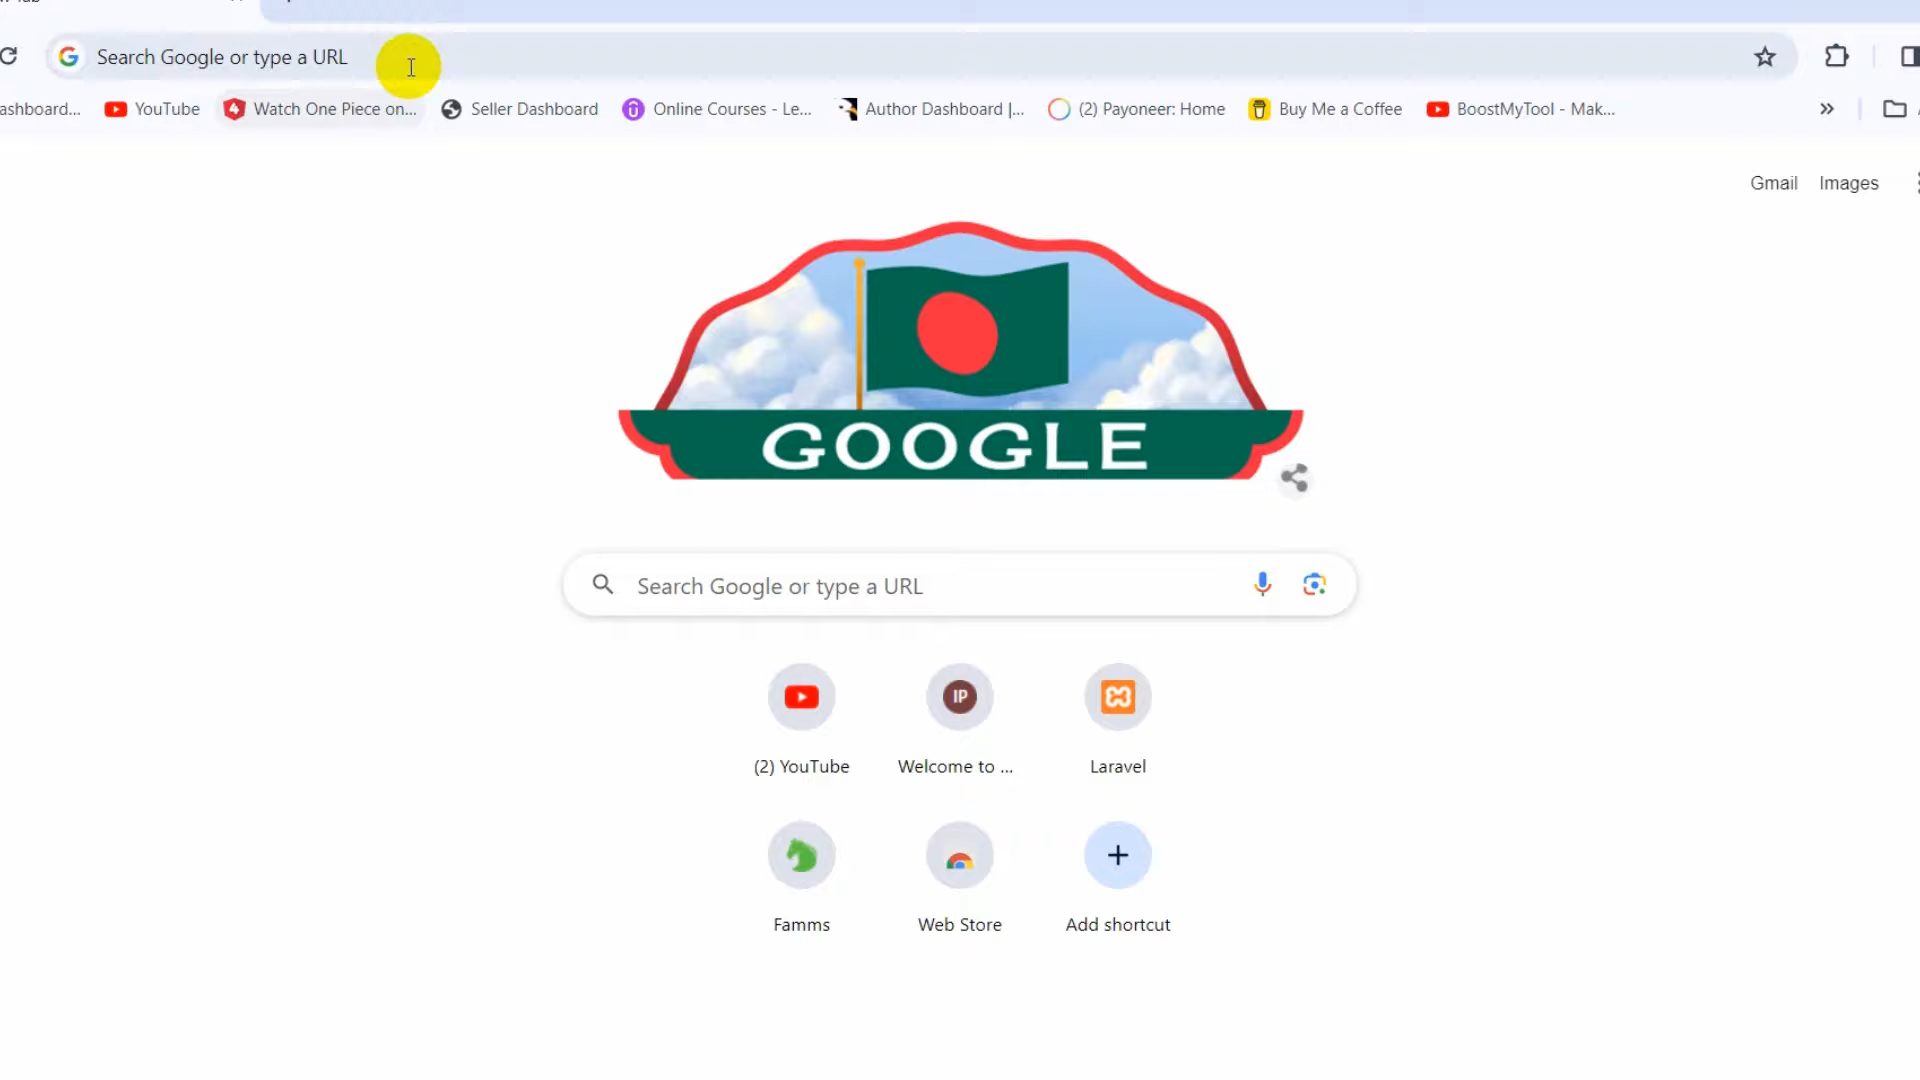 Search Google or type a URL
ashboard... YouTube Watch One Piece on... Seller Dashboard Online Courses - Le... Author Dashboard |... (2) Payoneer: Home Buy Me a Coffee BoostMyTool - Mak... »
Gmail Images
GOOGLE
Search Google or type a URL
IP
(2) YouTube Welcome to ... Laravel
Famms Web Store Add shortcut